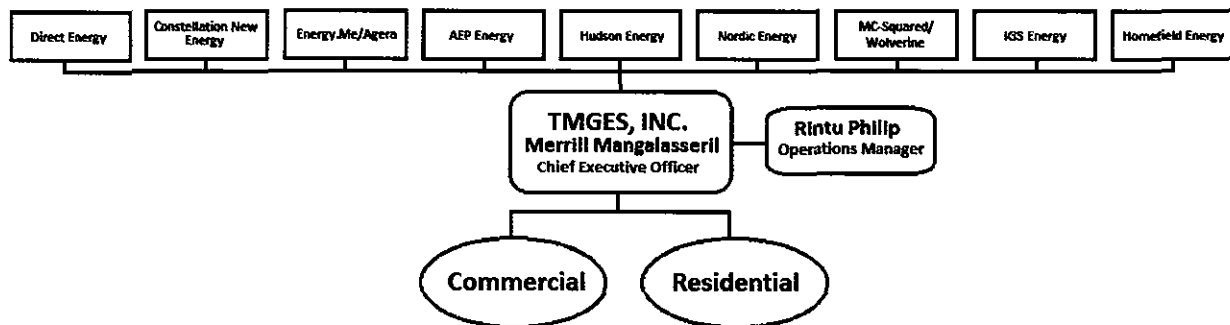 Direct Energy
Constellation New
Energy
Energy.Me/Agera
AEP Energy
Hudson Energy
Nordic Energy
MC-Squared/
Wolverine
IGS Energy
Homefield Energy
TMGES, INC.
Merrill Mangalasseril
Chief Executive Officer
Rintu Philip
Operations Manager
Commercial
Residential